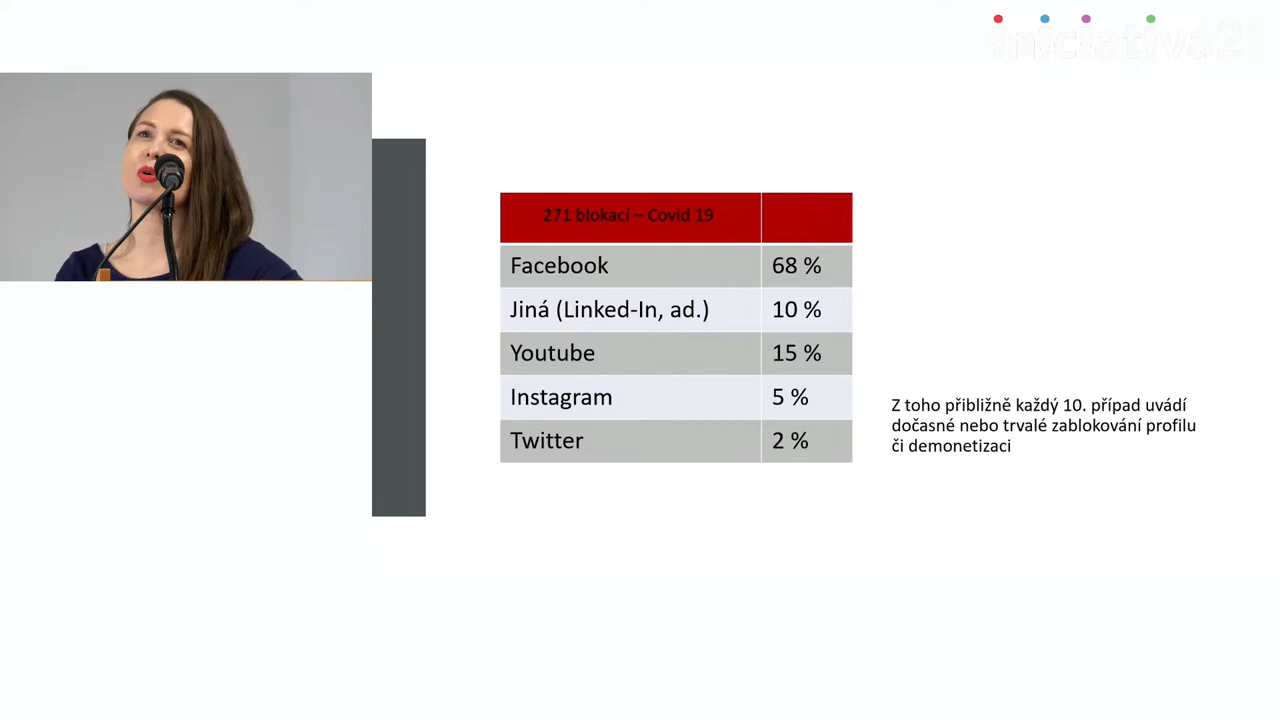 iniciativa21
271 blokací – Covid 19
Facebook 68 %
Jiná (Linked-In, ad.) 10 %
Youtube 15 %
Instagram 5 %
Twitter 2 %
Z toho přibližně každý 10. případ uvádí
dočasné nebo trvalé zablokování profilu
či demonetizaci